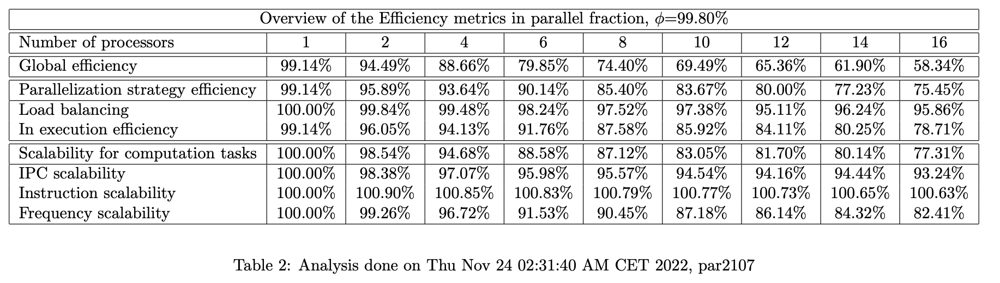 Overview of the Efficiency metrics in parallel fraction, ϕ=99.80%
Number of processors 1 2 4 6 8 10 12 14 16
Global efficiency 99.14% 94.49% 88.66% 79.85% 74.40% 69.49% 65.36% 61.90% 58.34%
Parallelization strategy efficiency 99.14% 95.89% 93.64% 90.14% 85.40% 83.67% 80.00% 77.23% 75.45%
Load balancing 100.00% 99.84% 99.48% 98.24% 97.52% 97.38% 95.11% 96.24% 95.86%
In execution efficiency 99.14% 96.05% 94.13% 91.76% 87.58% 85.92% 84.11% 80.25% 78.71%
Scalability for computation tasks 100.00% 98.54% 94.68% 88.58% 87.12% 83.05% 81.70% 80.14% 77.31%
IPC scalability 100.00% 98.38% 97.07% 95.98% 95.57% 94.54% 94.16% 94.44% 93.24%
Instruction scalability 100.00% 100.90% 100.85% 100.83% 100.79% 100.77% 100.73% 100.65% 100.63%
Frequency scalability 100.00% 99.26% 96.72% 91.53% 90.45% 87.18% 86.14% 84.32% 82.41%
Table 2: Analysis done on Thu Nov 24 02:31:40 AM CET 2022, par2107